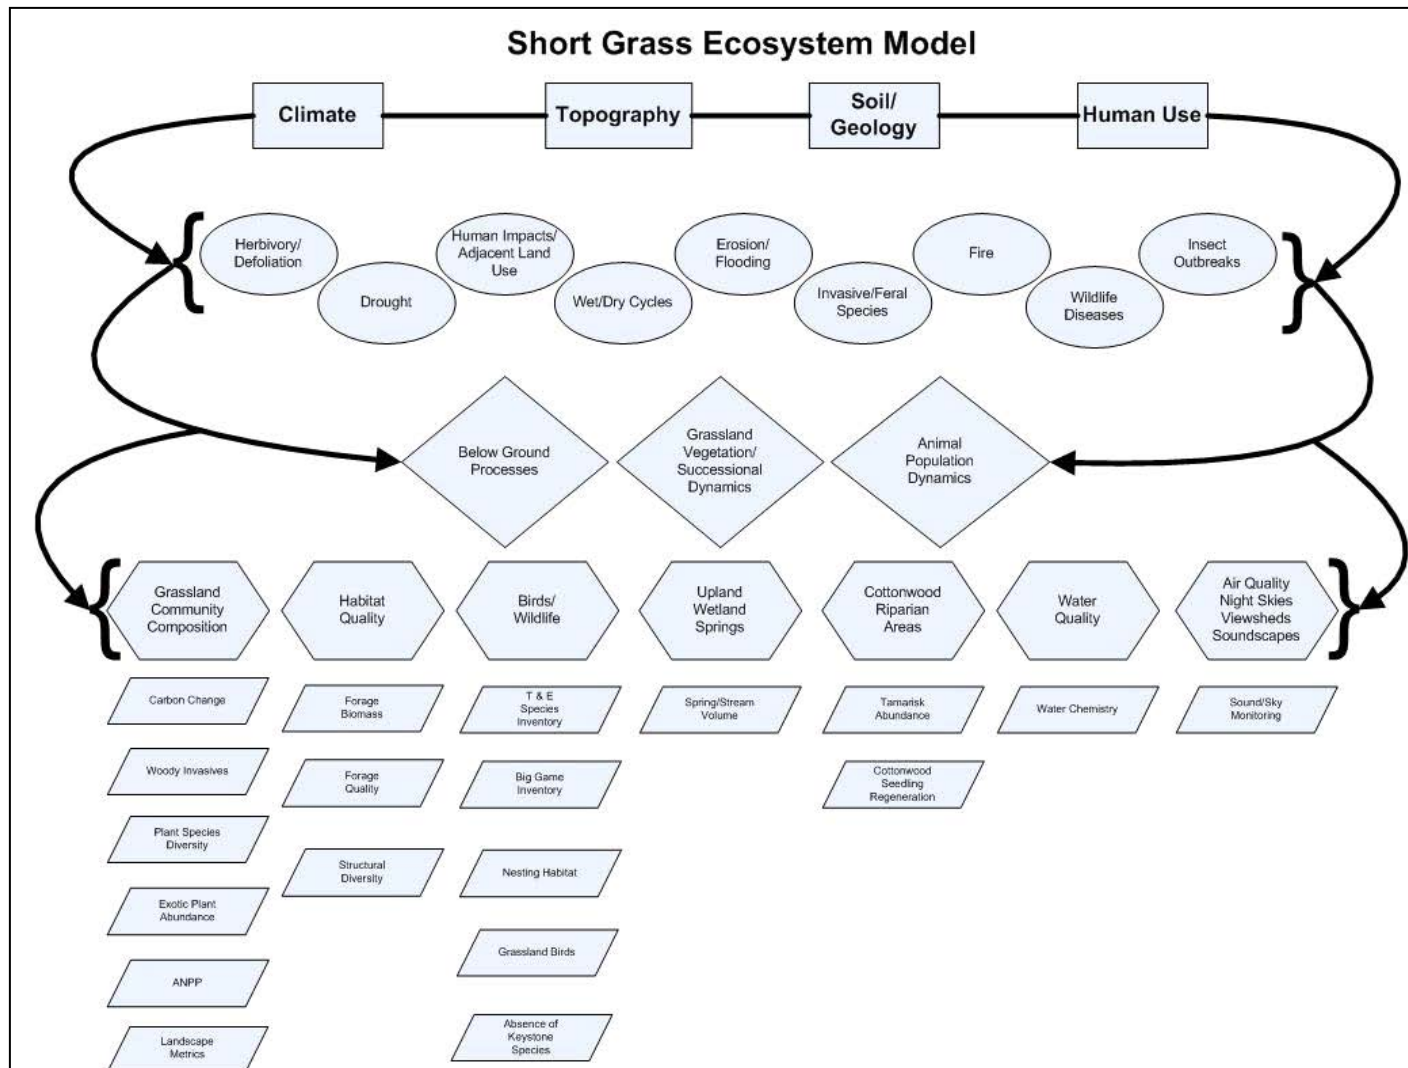 Short Grass Ecosystem Model
Climate
Topography
Soil/
Geology
Human Use
Herbivory/
Defoliation
Drought
Human Impacts/
Adjacent Land
Use
Wet/Dry Cycles
Erosion/
Flooding
Invasive/Feral
Species
Fire
Wildlife
Diseases
Insect
Outbreaks
Below Ground
Processes
Grassland
Vegetation/
Successional
Dynamics
Animal
Population
Dynamics
Grassland
Community
Composition
Habitat
Quality
Birds/
Wildlife
Upland
Wetland
Springs
Cottonwood
Riparian
Areas
Water
Quality
Air Quality
Night Skies
Viewsheds
Soundscapes
Carbon Change
Forage
Biomass
T & E
Species
Inventory
Spring/Stream
Volume
Tamarisk
Abundance
Water Chemistry
Sound/Sky
Monitoring
Woody Invasives
Forage
Quality
Big Game
Inventory
Cottonwood
Seedling
Regeneration
Plant Species
Diversity
Structural
Diversity
Nesting Habitat
Exotic Plant
Abundance
Grassland Birds
ANPP
Absence of
Keystone
Species
Landscape
Metrics